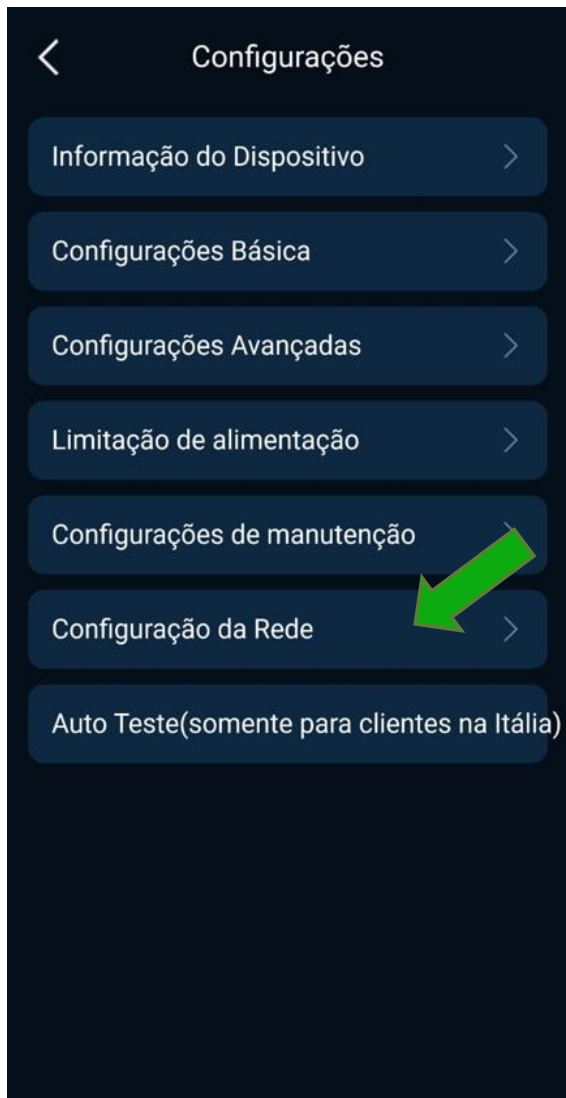 Configurações
Informação do Dispositivo
Configurações Básica
Configurações Avançadas
Limitação de alimentação
Configurações de manutenção
Configuração da Rede
Auto Teste(somente para clientes na Itália)